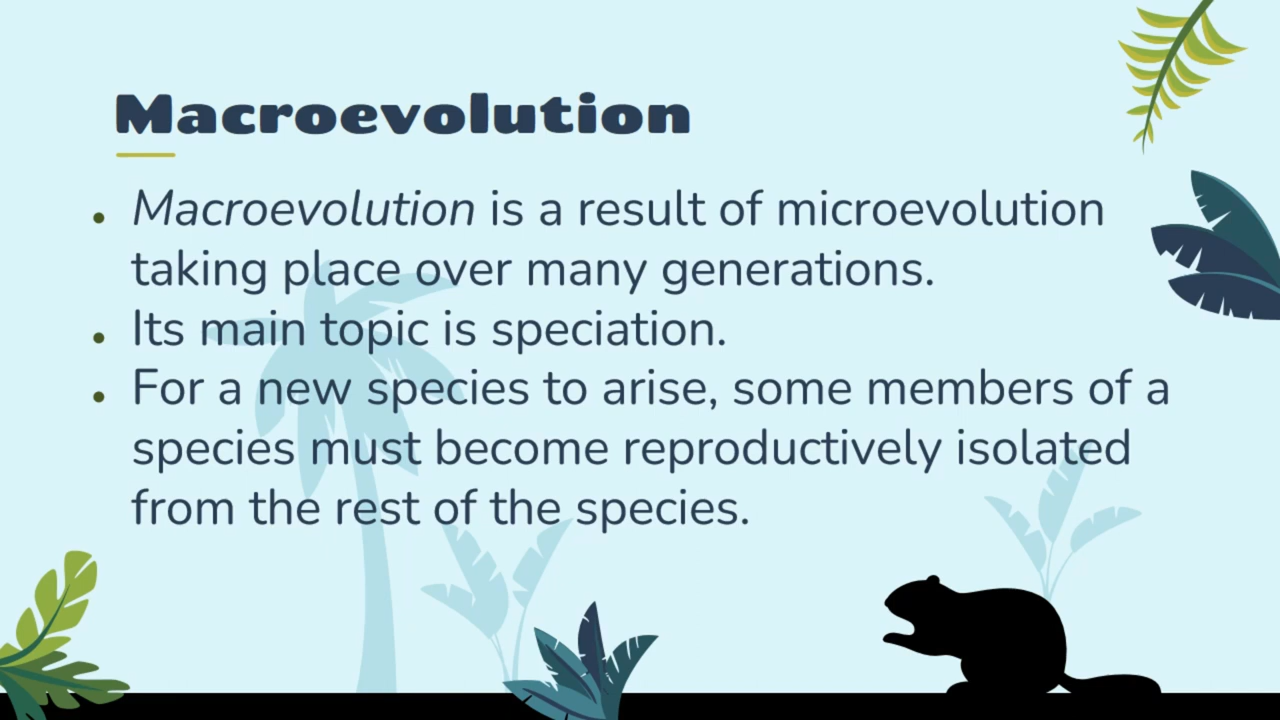 Macroevolution
• Macroevolution is a result of microevolution
taking place over many generations.
• Its main topic is speciation.
• For a new species to arise, some members of a
species must become reproductively isolated
from the rest of the species.